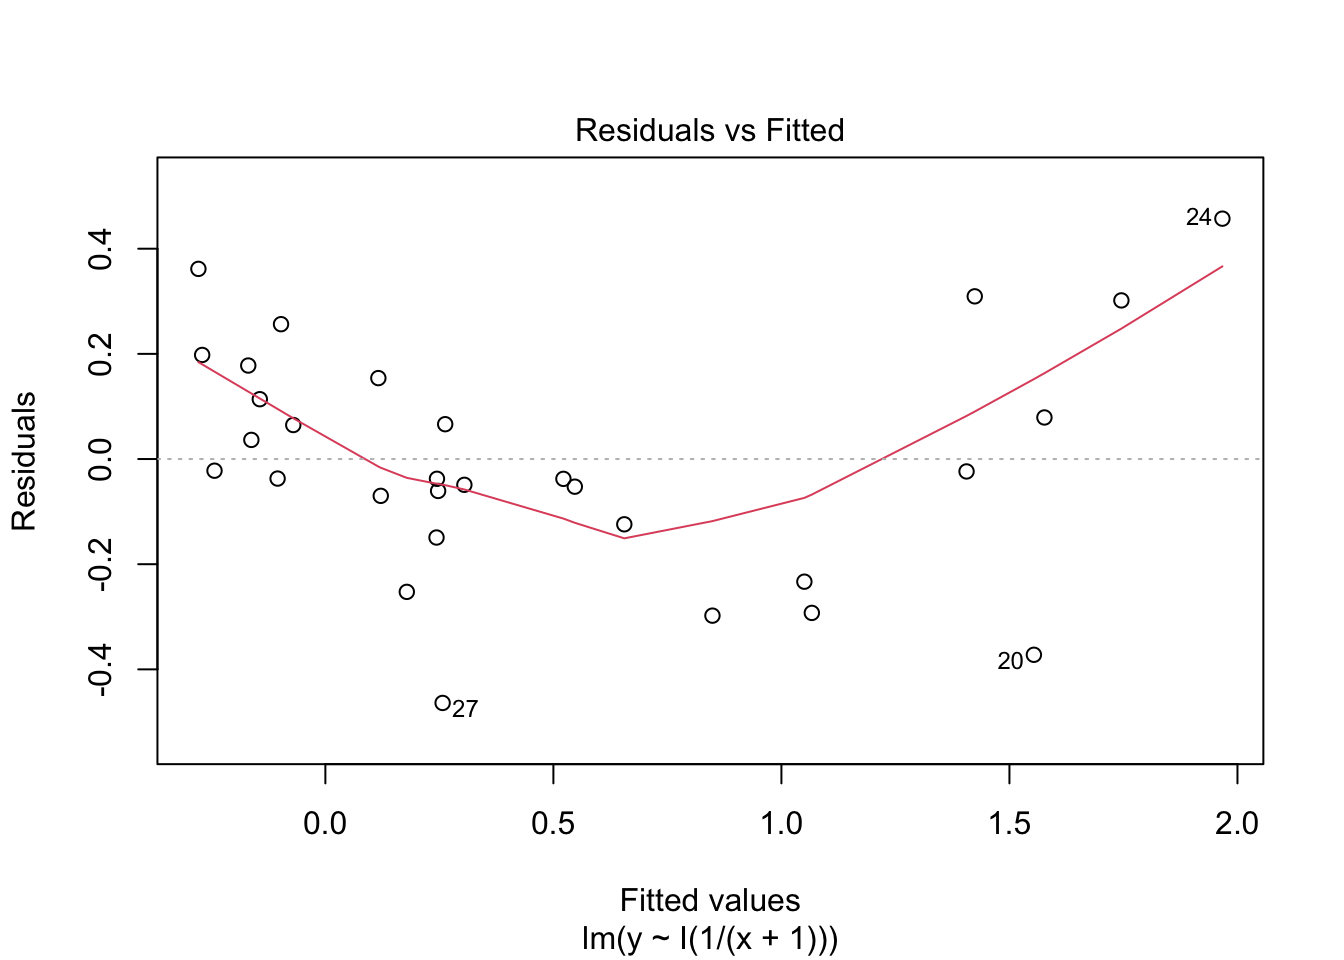 Residuals vs Fitted
Residuals
0.4
0.2
0.0
-0.2
-0.4
24
20
27
0.0 0.5 1.0 1.5 2.0
Fitted values
lm(y ~ I(1/(x + 1)))